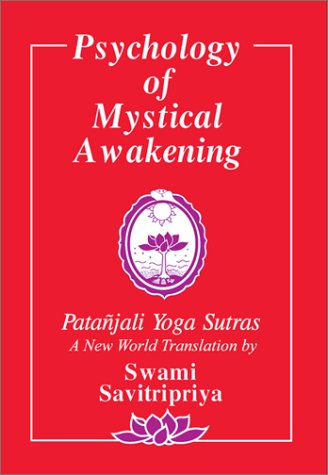 Psychology
of
Mystical
Awakening
Patañjali Yoga Sutras
A New World Translation by
Swami
Savitripriya